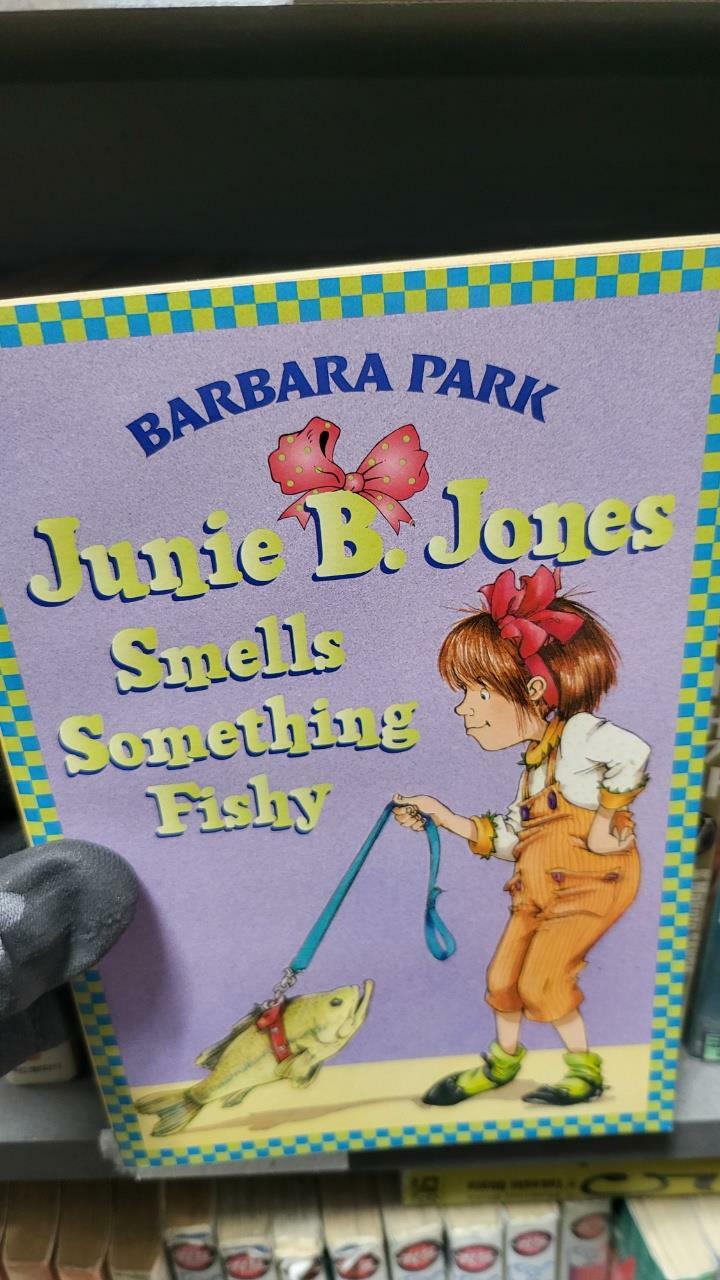 BARBARA PARK
Junie B. Jones
Smells
Something
Fishy